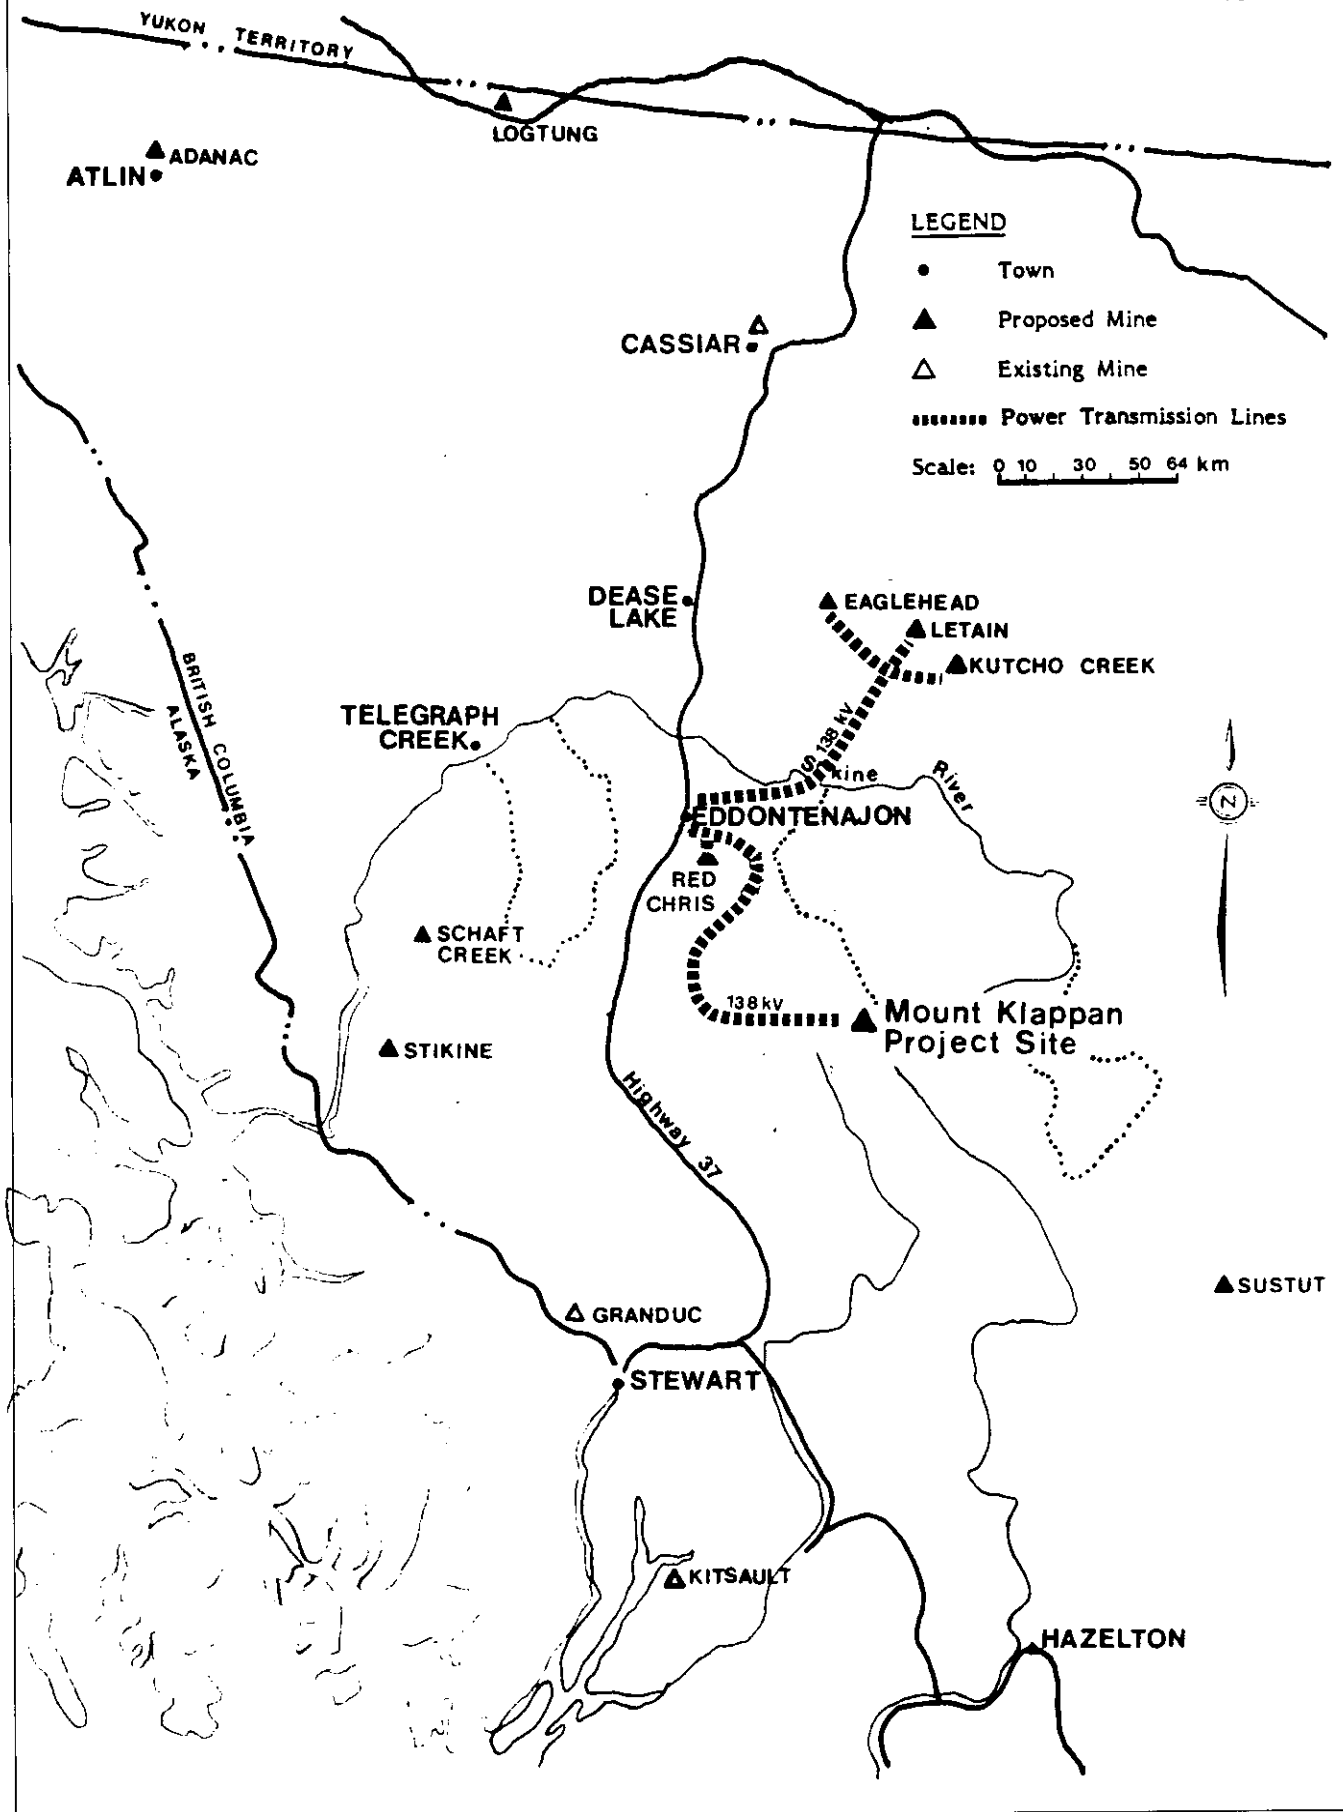 YUKON TERRITORY
LOGTUNG
ADANAC
ATLIN
LEGEND
Town
Proposed Mine
Existing Mine
Power Transmission Lines
Scale: 0 10 30 50 64 km
CASSIAR
DEASE
LAKE
EAGLEHEAD
LETAIN
KUTCHO CREEK
BRITISH COLUMBIA
ALASKA
TELEGRAPH
CREEK
138 kV
Stikine River
N
EDDONTENAJON
RED
CHRIS
SCHAFT
CREEK
138 kV
Mount Klappan
Project Site
STIKINE
Highway 37
SUSTUT
GRANDUC
STEWART
KITSAULT
HAZELTON